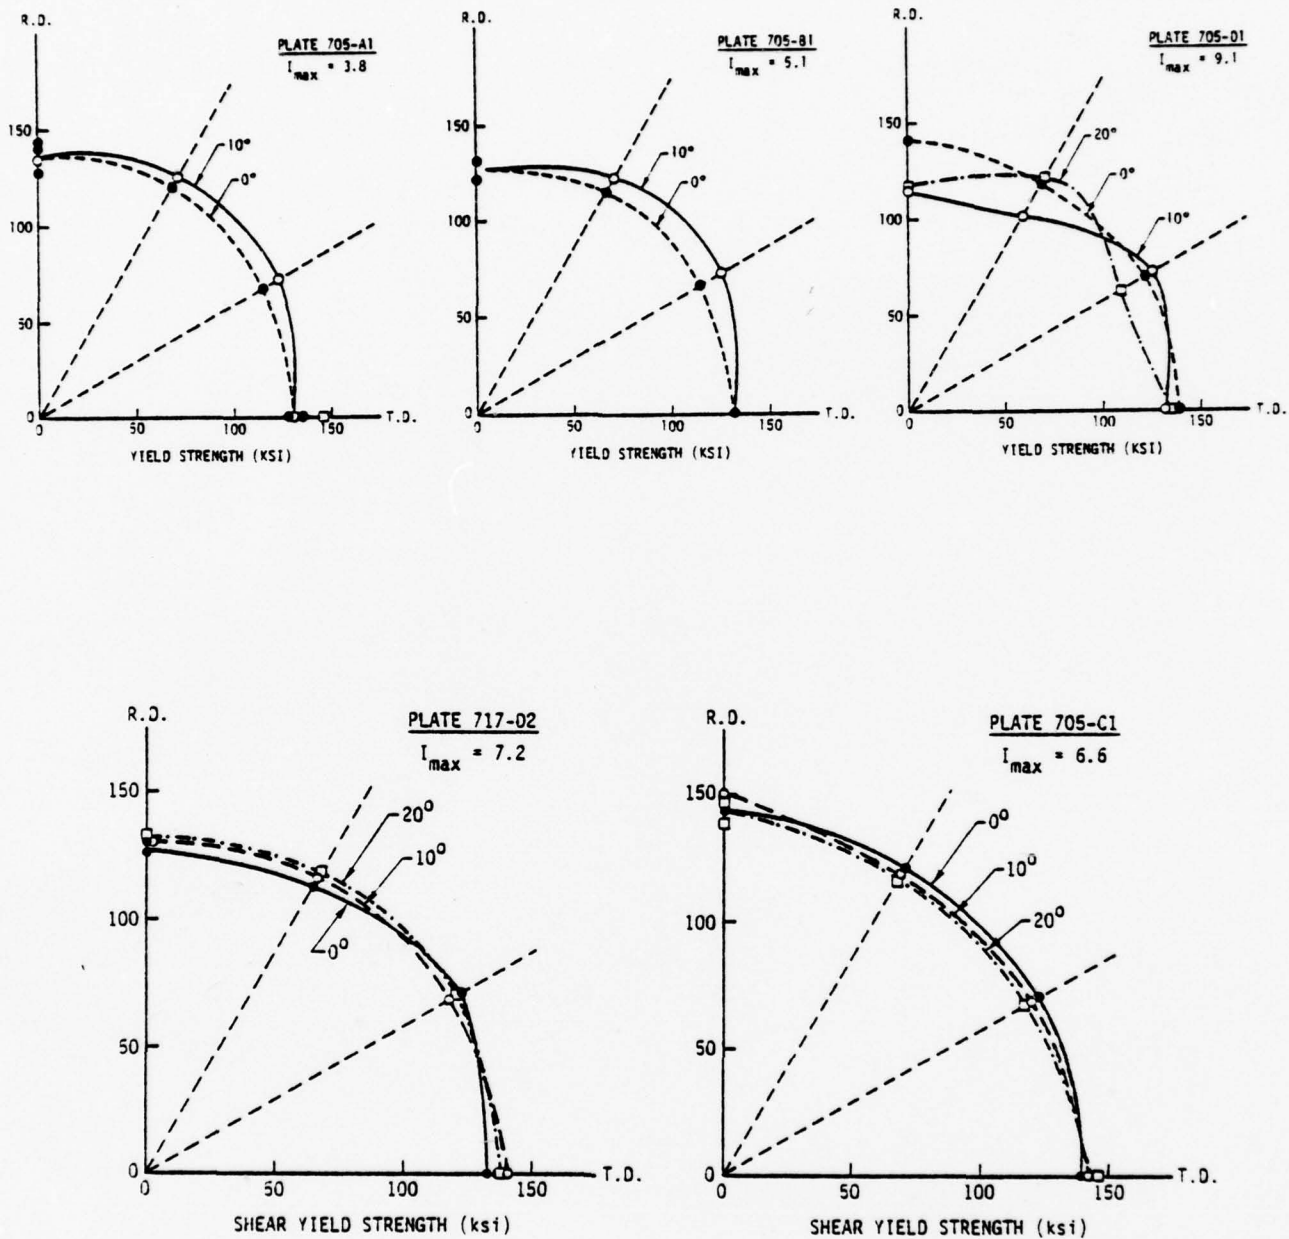 R.D.
PLATE 705-A1
I max = 3.8
150
100
50
0
10°
0°
0 50 100 150
T.D.
YIELD STRENGTH (KSI)
R.D.
PLATE 705-B1
I max = 5.1
150
100
50
0
10°
0°
0 50 100 150
T.D.
YIELD STRENGTH (KSI)
R.D.
PLATE 705-D1
I max = 9.1
150
100
50
0
20°
0°
10°
0 50 100 150
T.D.
YIELD STRENGTH (KSI)
R.D.
PLATE 717-D2
I max = 7.2
150
100
50
0
20°
10°
0°
0 50 100 150
T.D.
SHEAR YIELD STRENGTH (ksi)
R.D.
PLATE 705-C1
I max = 6.6
150
100
50
0
0°
10°
20°
0 50 100 150
T.D.
SHEAR YIELD STRENGTH (ksi)